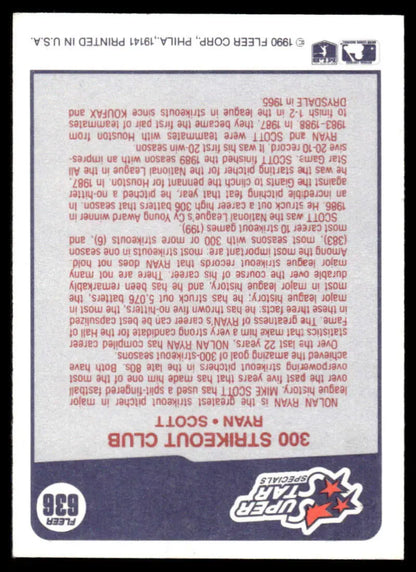 SUPER
STAR
SPECIALS
FLEER
636
300 STRIKEOUT CLUB
RYAN • SCOTT
NOLAN RYAN is the greatest strikeout pitcher in major
league history. MIKE SCOTT has used a split-fingered fastball
over the past five years that has made him one of the most
overpowering strikeout pitchers in the late 80s. Both have
achieved the amazing goal of 300-strikeout seasons.
Over the last 22 years, NOLAN RYAN has compiled career
statistics that make him a very strong candidate for the Hall of
Fame. The greatness of RYAN's career can be best capsulized
in these three facts: he has thrown five no-hitters, the most in
major league history; he has struck out 5,076 batters, the
most in major league history, and he has been remarkably
durable over the course of his career. There are not many
major league strikeout records that RYAN does not hold.
Among the most important are: most strikeouts in one season
(383), most seasons with 300 or more strikeouts (6), and
most career 10 strikeout games (199).
SCOTT was the National League's Cy Young Award winner in
1986. He struck out a career high 306 batters that season. In
an incredible pitching feat that year, he pitched a no-hitter
against the Giants to clinch the pennant for Houston. In 1987,
he was the starting pitcher for the National League in the All
Star Game. SCOTT finished the 1989 season with an impres-
sive 20-10 record. It was his first 20-win season.
RYAN and SCOTT were teammates with Houston from
1983-1988. In 1987, they became the first pair of teammates
to finish 1-2 in the league in strikeouts since KOUFAX
DRYSDALE in 1965
MLB
© 1990 FLEER CORP., PHILA., 19141 PRINTED IN U.S.A.